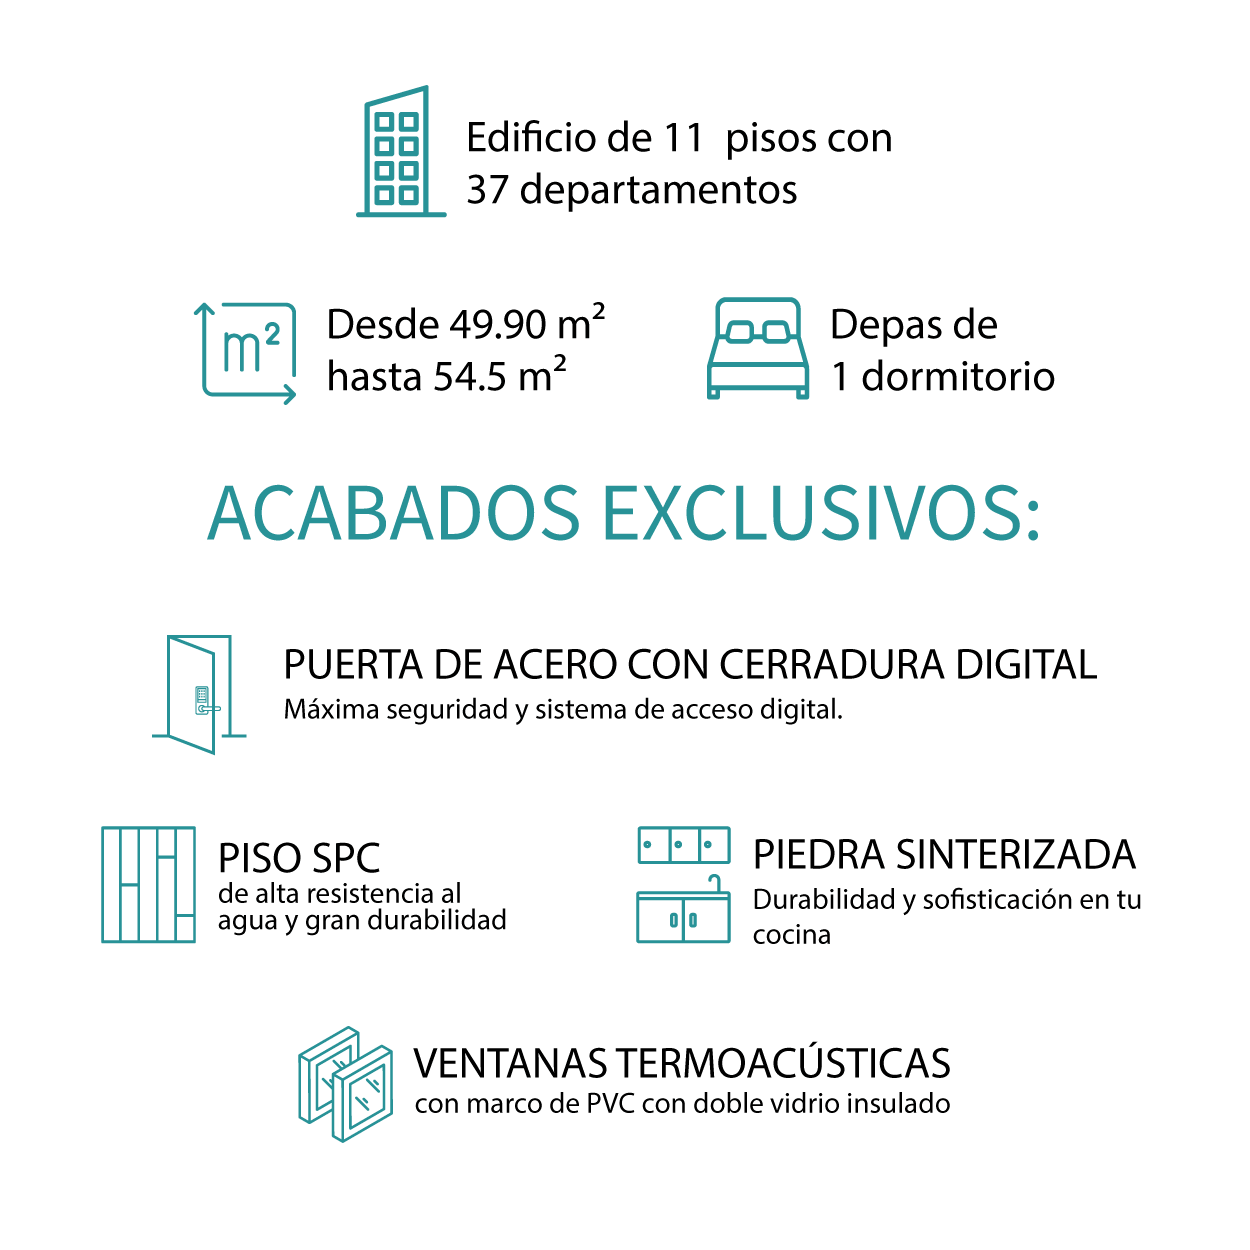 Edificio de 11 pisos con
37 departamentos
m²
Desde 49.90 m²
hasta 54.5 m²
Depas de
1 dormitorio
ACABADOS EXCLUSIVOS:
PUERTA DE ACERO CON CERRADURA DIGITAL
Máxima seguridad y sistema de acceso digital.
PISO SPC
de alta resistencia al
agua y gran durabilidad
PIEDRA SINTERIZADA
Durabilidad y sofisticación en tu
cocina
VENTANAS TERMOACÚSTICAS
con marco de PVC con doble vidrio insulado